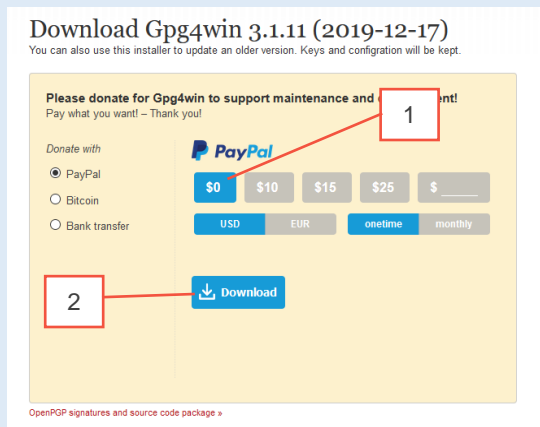 Download Gpg4win 3.1.11 (2019-12-17)
You can also use this installer to update an older version. Keys and configration will be kept.
Please donate for Gpg4win to support maintenance and ent!
Pay what you want! – Thank you!
1
Donate with
PayPal
PayPal
$0 $10 $15 $25 $ _____
Bitcoin
USD EUR onetime monthly
Bank transfer
2
Download
OpenPGP signatures and source code package »